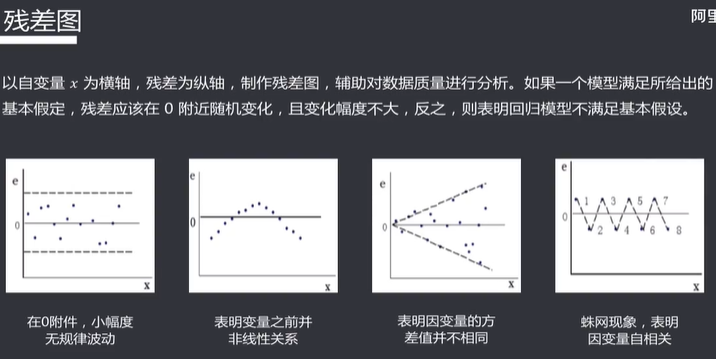 残差图
阿里
以自变量 x 为横轴，残差为纵轴，制作残差图，辅助对数据质量进行分析。如果一个模型满足所给出的
基本假定，残差应该在 0 附近随机变化，且变化幅度不大，反之，则表明回归模型不满足基本假设。
e
0
x
e
0
x
e
0
x
e
0
1 3 5 7
2 4 6 8
x
在0附件，小幅度
无规律波动
表明变量之前并
非线性关系
表明因变量的方
差值并不相同
蛛网现象，表明
因变量自相关